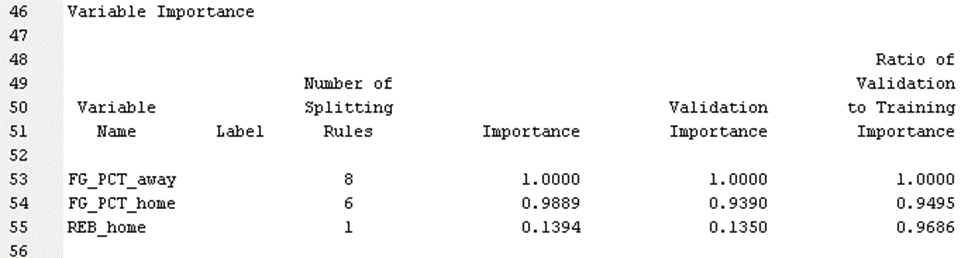 46 Variable Importance
47
48 Ratio of
49 Number of Validation
50 Variable Splitting Validation to Training
51 Name Label Rules Importance Importance Importance
52
53 FG_PCT_away 8 1.0000 1.0000 1.0000
54 FG_PCT_home 6 0.9889 0.9390 0.9495
55 REB_home 1 0.1394 0.1350 0.9686
56